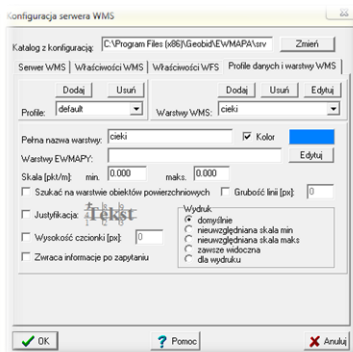 Konfiguracja serwera WMS
Katalog z konfiguracją: C:\Program Files (x86)\Geobid\EWMAPA\srv Zmień
Serwer WMS Właściwości WMS Właściwości WFS Profile danych i warstwy WMS
Dodaj Usuń Dodaj Usuń Edytuj
Profile: default Warstwy WMS: cieki
Pełna nazwa warstwy: cieki Kolor
Warstwy EWMAPY: Edytuj
Skala [pkt/m]: min. 0.000 maks. 0.000
Szukać na warstwie obiektów powierzchniowych Grubość linii [px]: 0
Justyfikacja: Tekst
Wysokość czcionki [px]: 0
Zwraca informacje po zapytaniu
Wydruk
domyślnie
nieuwzględniana skala min
nieuwzględniana skala maks
zawsze widoczna
dla wydruku
OK Pomoc Anuluj